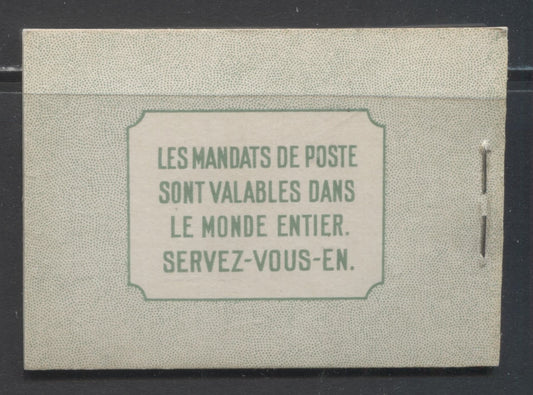 LES MANDATS DE POSTE
SONT VALABLES DANS
LE MONDE ENTIER.
SERVEZ-VOUS-EN.